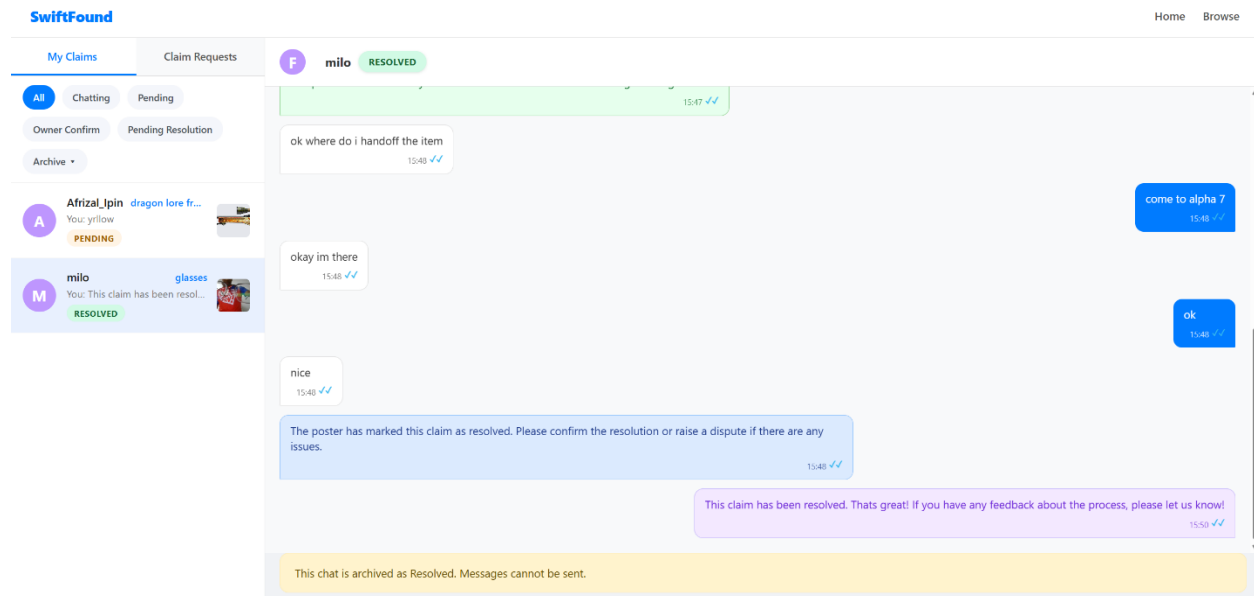 SwiftFound
Home
Browse
My Claims
Claim Requests
All
Chatting
Pending
Owner Confirm
Pending Resolution
Archive
A
Afrizal_Ipin
dragon lore fr...
You: yrllow
PENDING
M
milo
glasses
You: This claim has been resol...
RESOLVED
F
milo
RESOLVED
15:47
ok where do i handoff the item
15:48
come to alpha 7
15:48
okay im there
15:48
ok
15:48
nice
15:48
The poster has marked this claim as resolved. Please confirm the resolution or raise a dispute if there are any
issues.
15:48
This claim has been resolved. Thats great! If you have any feedback about the process, please let us know!
15:50
This chat is archived as Resolved. Messages cannot be sent.